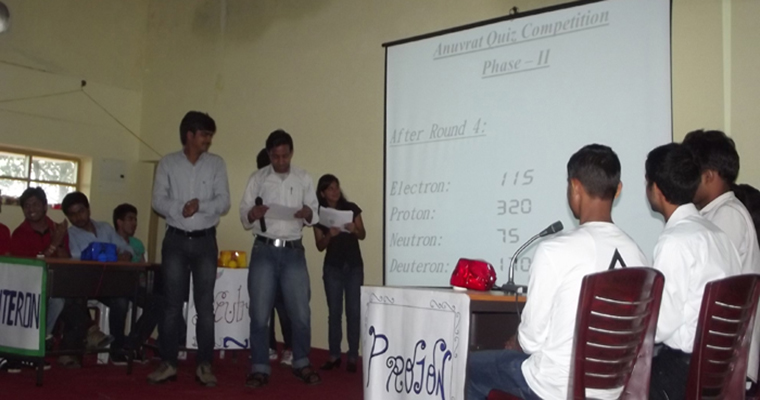 Anuvrat Quiz Competition
Phase – II
After Round 4:
Electron: 115
Proton: 320
Neutron: 75
Deuteron:
UTERON
PROTON